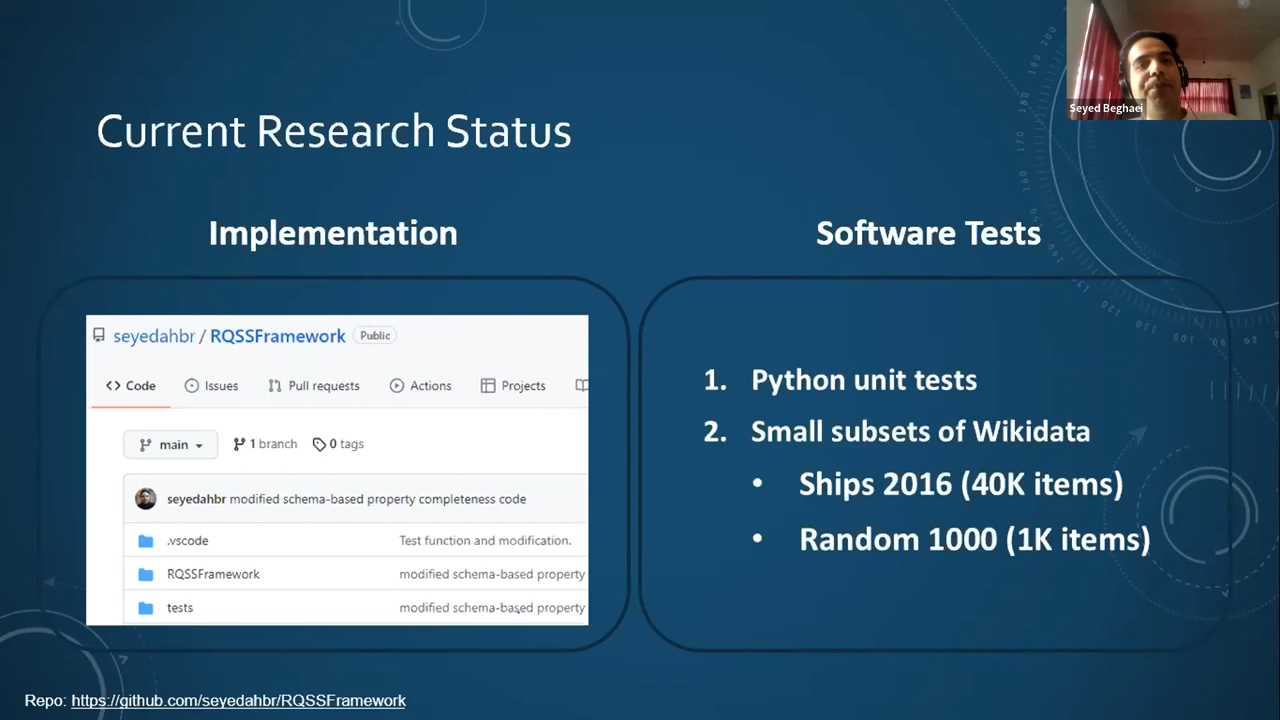 Seyed Beghaei
Current Research Status
Implementation
seyedahbr / RQSSFramework Public
Code Issues Pull requests Actions Projects
main 1 branch 0 tags
seyedahbr modified schema-based property completeness code
.vscode Test function and modification.
RQSSFramework modified schema-based property
tests modified schema-based property
Software Tests
1. Python unit tests
2. Small subsets of Wikidata
• Ships 2016 (40K items)
• Random 1000 (1K items)
Repo: https://github.com/seyedahbr/RQSSFramework